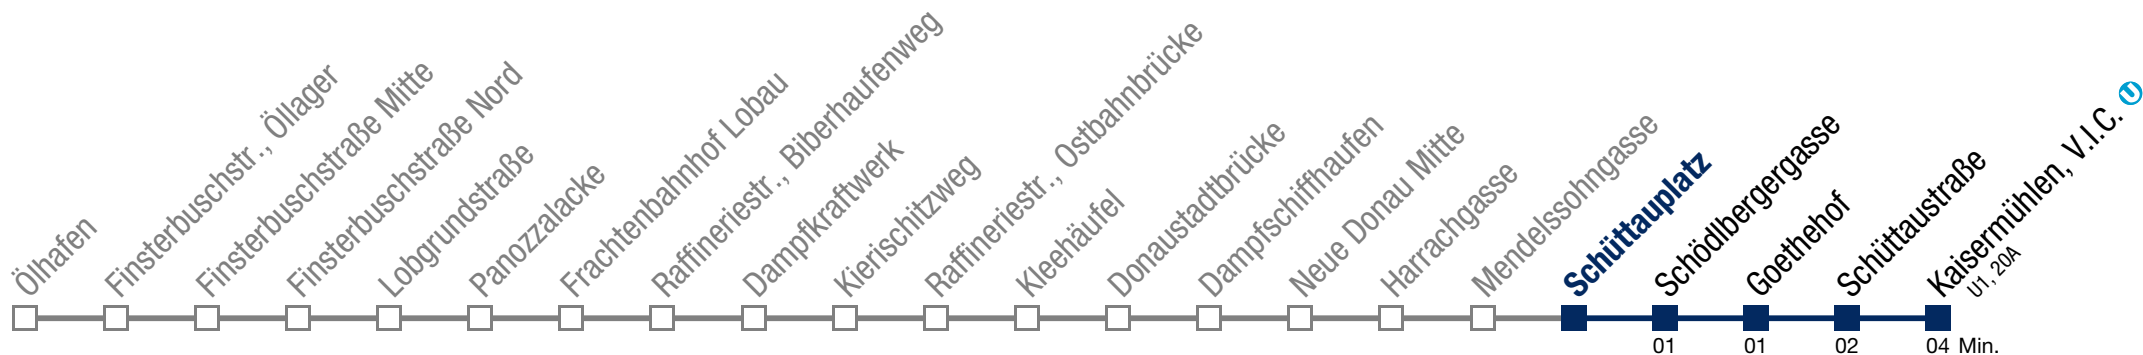 Ölhafen
Finsterbuschstr., Öllager
Finsterbuschstraße Mitte
Finsterbuschstraße Nord
Lobgrundstraße
Panozzalacke
Frachtenbahnhof Lobau
Raffineriestr., Biberhaufenweg
Dampfkraftwerk
Kierischitzweg
Raffineriestr., Ostbahnbrücke
Kleehäufel
Donaustadtbrücke
Dampfschiffhaufen
Neue Donau Mitte
Harrachgasse
Mendelssohngasse
Schüttauplatz
Schödlbergergasse
Goethehof
Schüttaustraße
Kaisermühlen, V.I.C. U
U1, 20A
01 01 02 04 Min.